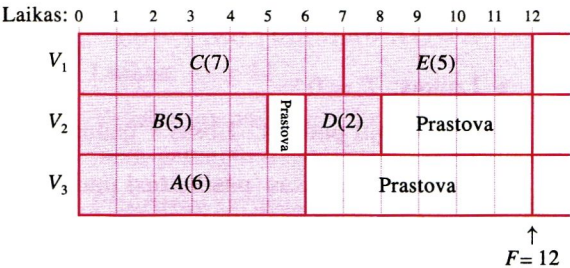 Laikas: 0 1 2 3 4 5 6 7 8 9 10 11 12
V₁ C(7) E(5)
V₂ B(5) Prastova D(2) Prastova
V₃ A(6) Prastova
↑
F= 12